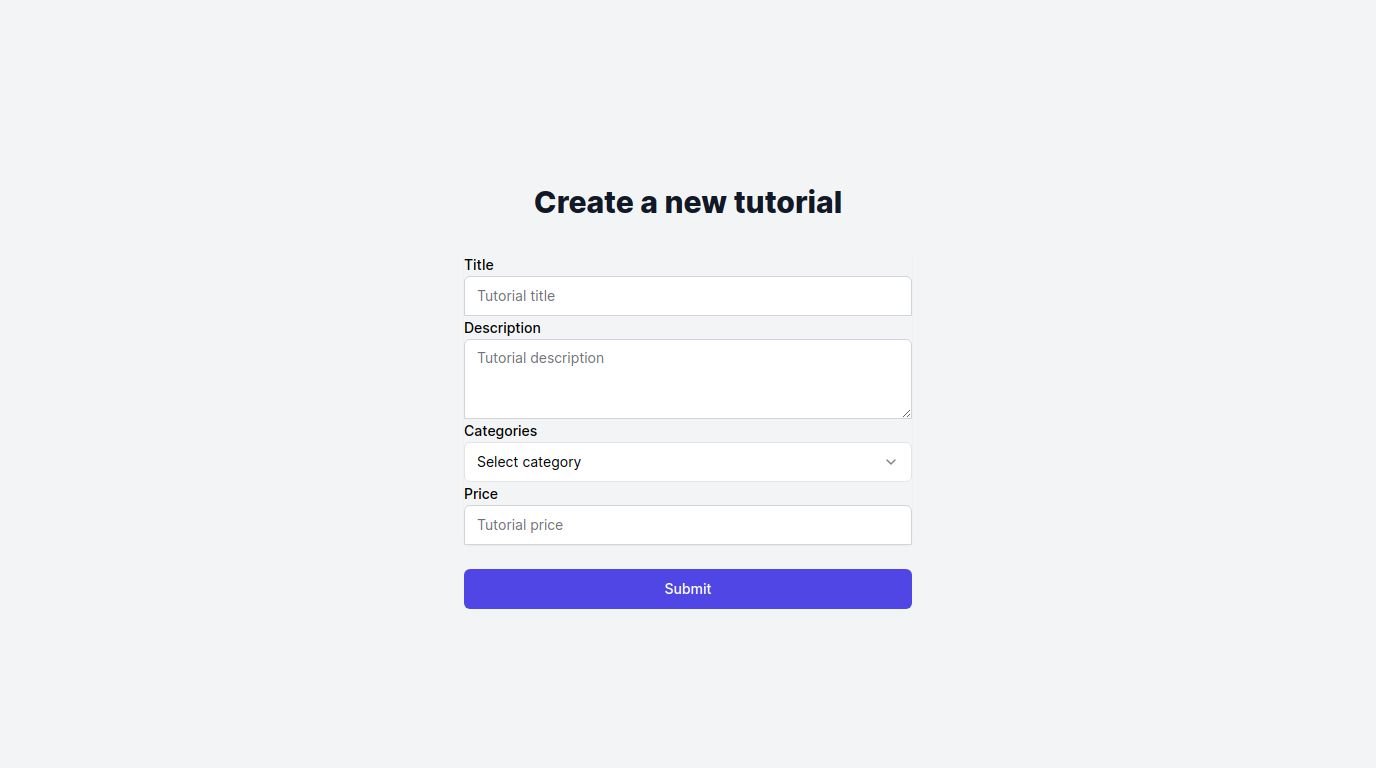 Create a new tutorial
Title
Tutorial title
Description
Tutorial description
Categories
Select category
Price
Tutorial price
Submit